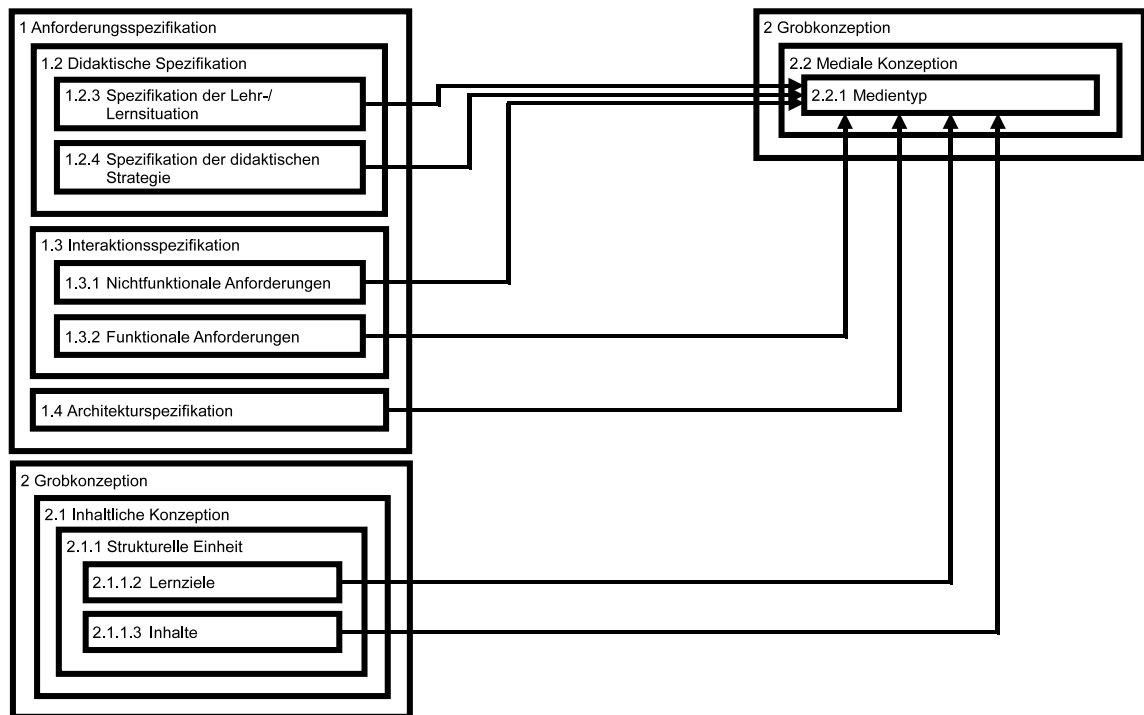 1 Anforderungsspezifikation
1.2 Didaktische Spezifikation
1.2.3 Spezifikation der Lehr-/
Lernsituation
1.2.4 Spezifikation der didaktischen
Strategie
1.3 Interaktionsspezifikation
1.3.1 Nichtfunktionale Anforderungen
1.3.2 Funktionale Anforderungen
1.4 Architekturspezifikation
2 Grobkonzeption
2.1 Inhaltliche Konzeption
2.1.1 Strukturelle Einheit
2.1.1.2 Lernziele
2.1.1.3 Inhalte
2 Grobkonzeption
2.2 Mediale Konzeption
2.2.1 Medientyp